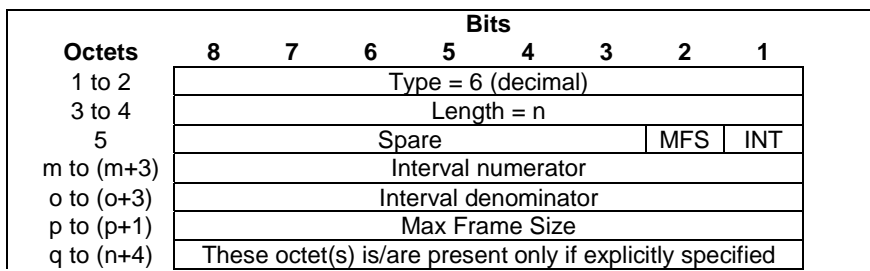 Bits
Octets 8 7 6 5 4 3 2 1
1 to 2 Type = 6 (decimal)
3 to 4 Length = n
5 Spare MFS INT
m to (m+3) Interval numerator
o to (o+3) Interval denominator
p to (p+1) Max Frame Size
q to (n+4) These octet(s) is/are present only if explicitly specified